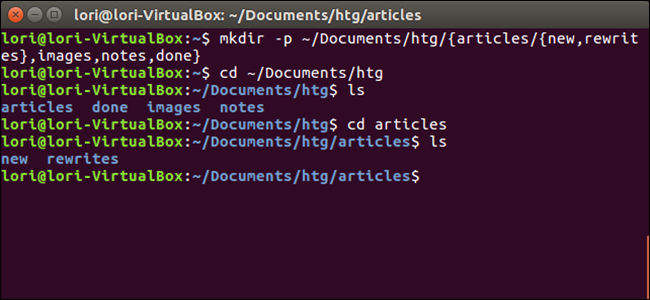 lori@lori-VirtualBox: ~/Documents/htg/articles
lori@lori-VirtualBox:~$ mkdir -p ~/Documents/htg/{articles/{new,rewrit
es},images,notes,done}
lori@lori-VirtualBox:~$ cd ~/Documents/htg
lori@lori-VirtualBox:~/Documents/htg$ ls
articles  done  images  notes
lori@lori-VirtualBox:~/Documents/htg$ cd articles
lori@lori-VirtualBox:~/Documents/htg/articles$ ls
new  rewrites
lori@lori-VirtualBox:~/Documents/htg/articles$